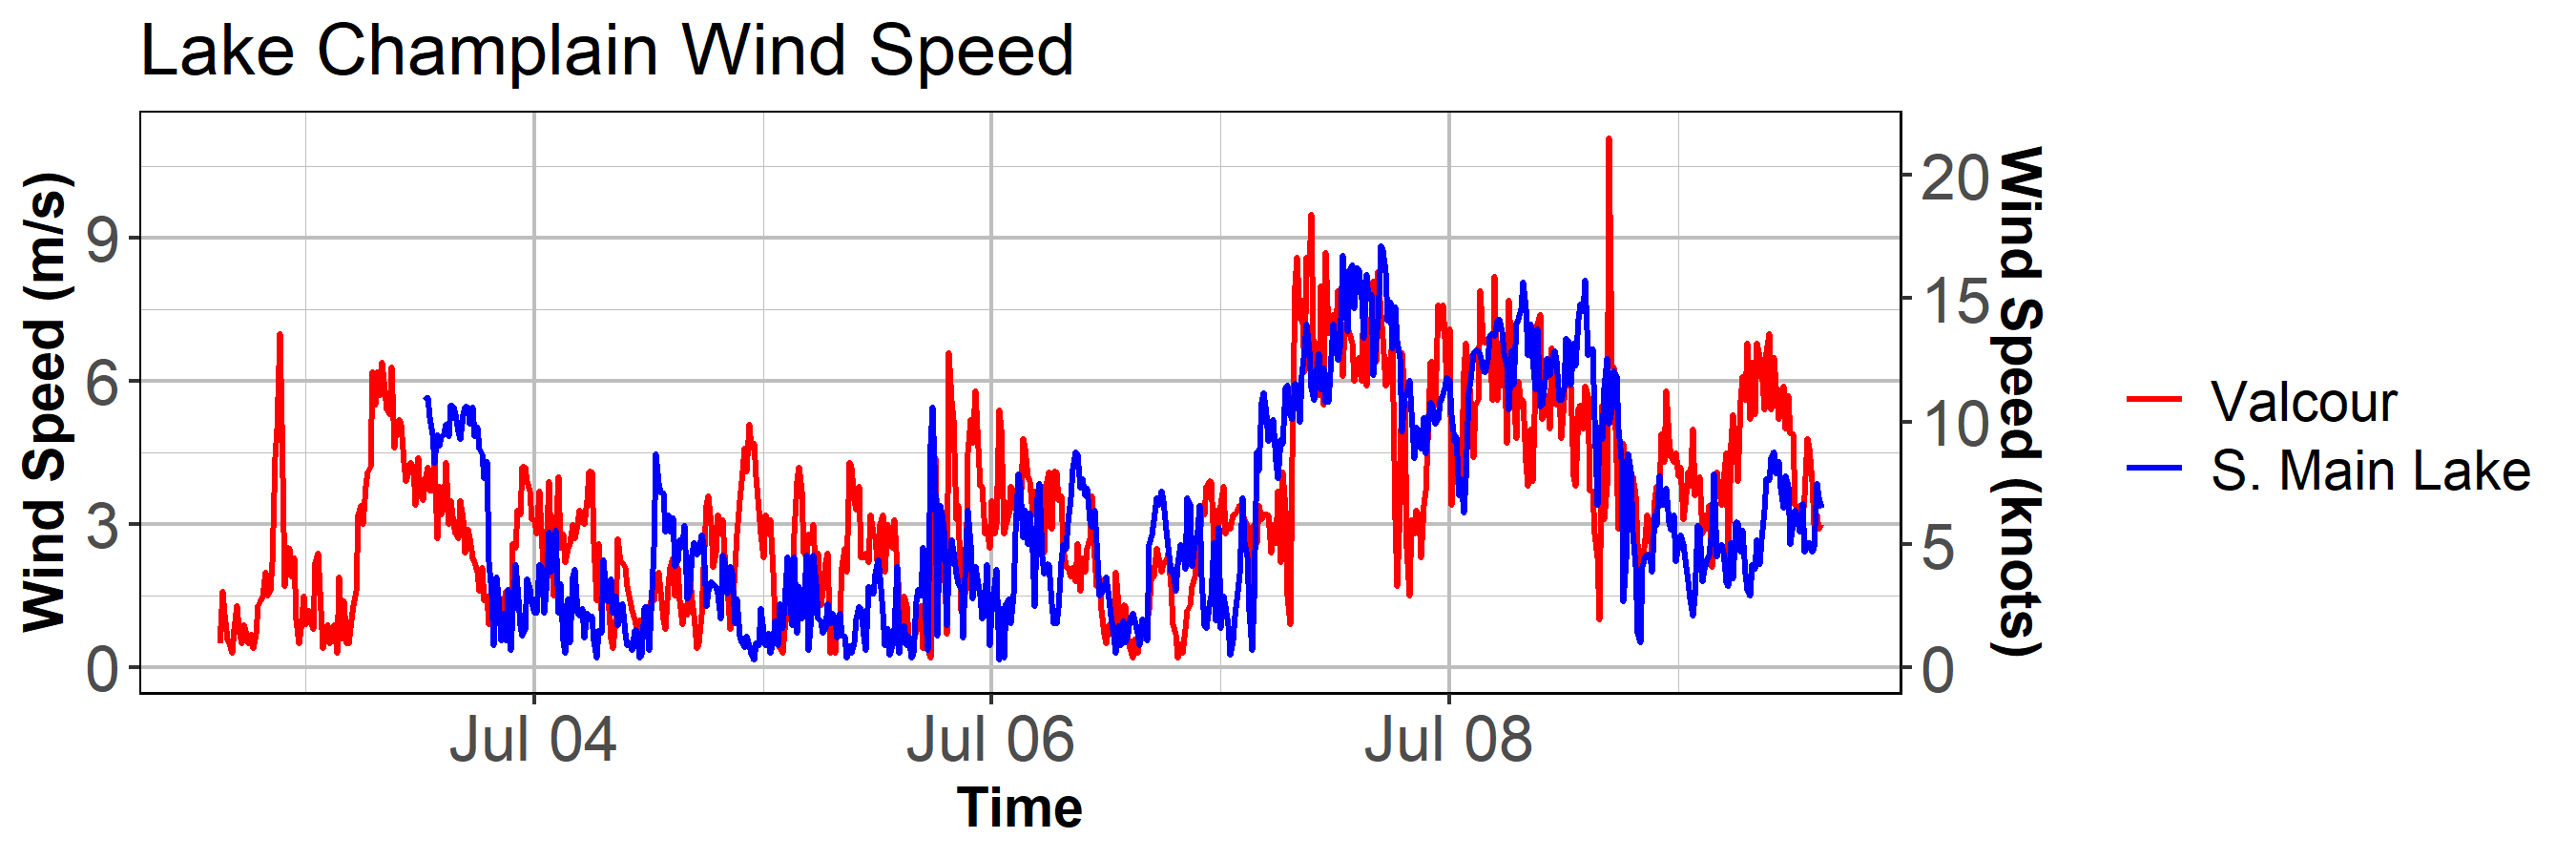 Lake Champlain Wind Speed
Wind Speed (m/s)
9
6
3
0
20
15
10
5
0
Wind Speed (knots)
Jul 04
Jul 06
Jul 08
Time
Valcour
S. Main Lake